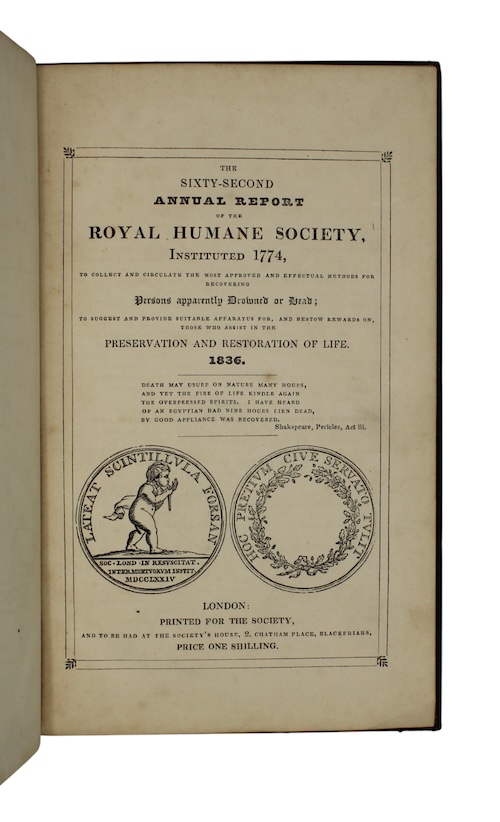 THE
SIXTY-SECOND
ANNUAL REPORT
OF THE
ROYAL HUMANE SOCIETY,
INSTITUTED 1774,
TO COLLECT AND CIRCULATE THE MOST APPROVED AND EFFECTUAL METHODS FOR
RECOVERING
Persons apparently Drowned or Dead;
TO SUGGEST AND PROVIDE SUITABLE APPARATUS FOR, AND BESTOW REWARDS ON,
THOSE WHO ASSIST IN THE
PRESERVATION AND RESTORATION OF LIFE.
1836.
DEATH MAY USURP ON NATURE MANY HOURS,
AND YET THE FIRE OF LIFE KINDLE AGAIN
THE OVERPRESSED SPIRITS. I HAVE HEARD
OF AN EGYPTIAN HAD NINE HOURS LIEN DEAD,
BY GOOD APPLIANCE WAS RECOVERED.
Shakspeare, Pericles, Act iii.
LATEAT SCINTILLVLA FORSAN
SOC · LOND · IN RESVSCITAT.
INTERMORTVORVM INSTIT.
MDCCLXXIV
HOC PRETIVM CIVE SERVATO TVLIT
LONDON:
PRINTED FOR THE SOCIETY,
AND TO BE HAD AT THE SOCIETY'S HOUSE, 2, CHATHAM PLACE, BLACKFRIARS,
PRICE ONE SHILLING.